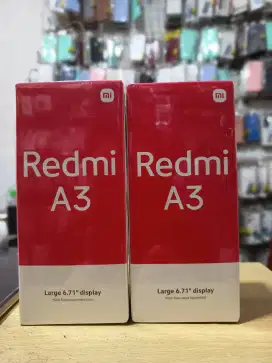 mi
Redmi
A3
Large 6.71" display
mi
Redmi
A3
Large 6.71" display